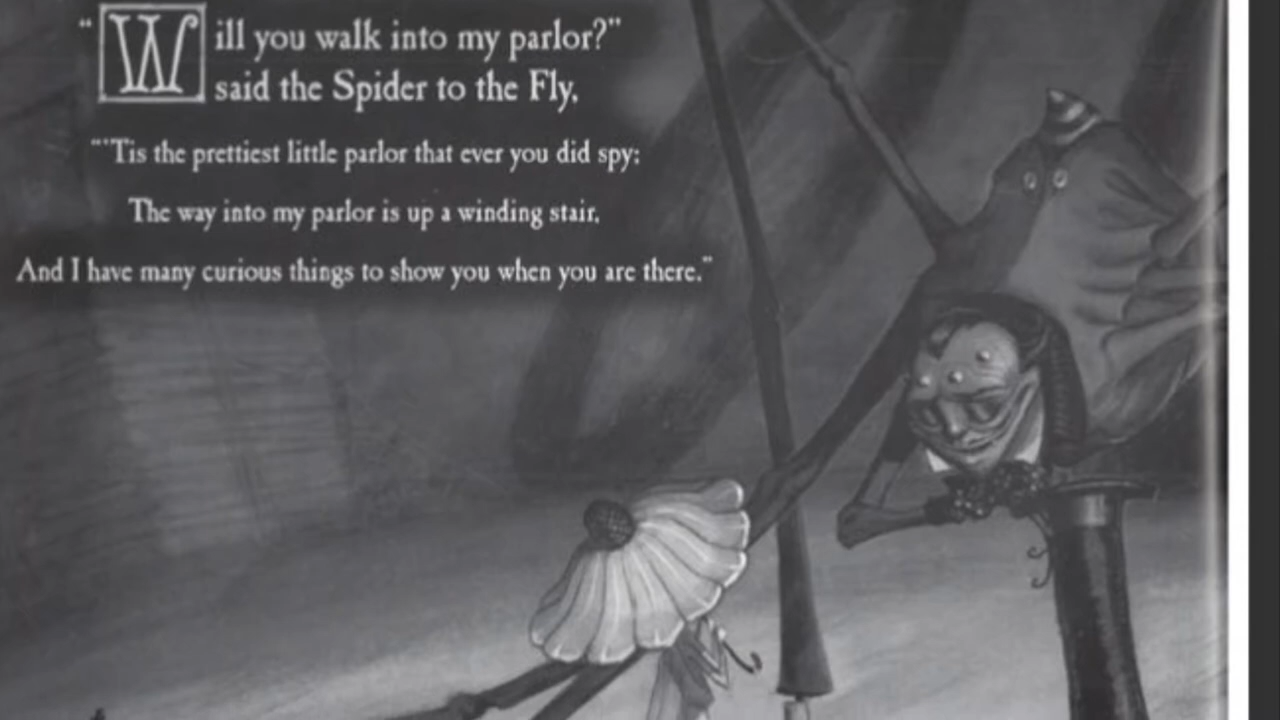 "Will you walk into my parlor?"
said the Spider to the Fly,
"'Tis the prettiest little parlor that ever you did spy;
The way into my parlor is up a winding stair,
And I have many curious things to show you when you are there."